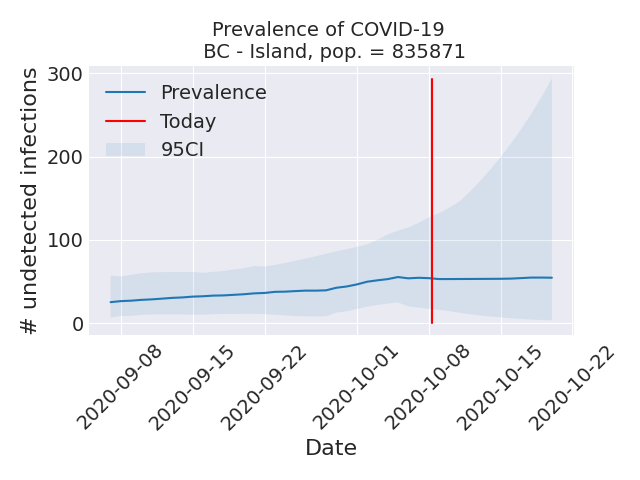 Prevalence of COVID-19
BC - Island, pop. = 835871
# undetected infections
300
200
100
0
Prevalence
Today
95CI
2020-09-08
2020-09-15
2020-09-22
2020-10-01
2020-10-08
2020-10-15
2020-10-22
Date